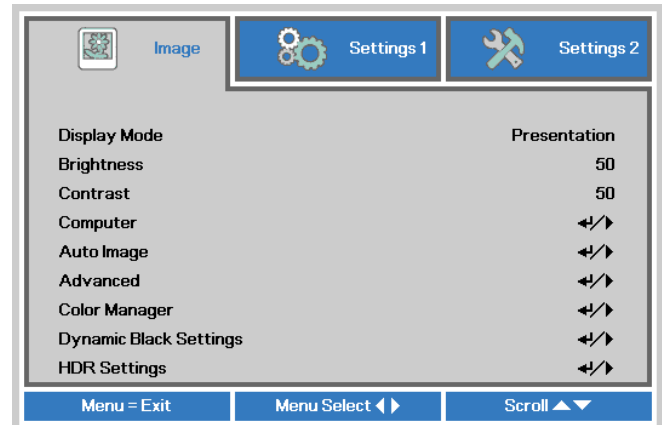 Image Settings 1 Settings 2
Display Mode Presentation
Brightness 50
Contrast 50
Computer
Auto Image
Advanced
Color Manager
Dynamic Black Settings
HDR Settings
Menu = Exit Menu Select Scroll